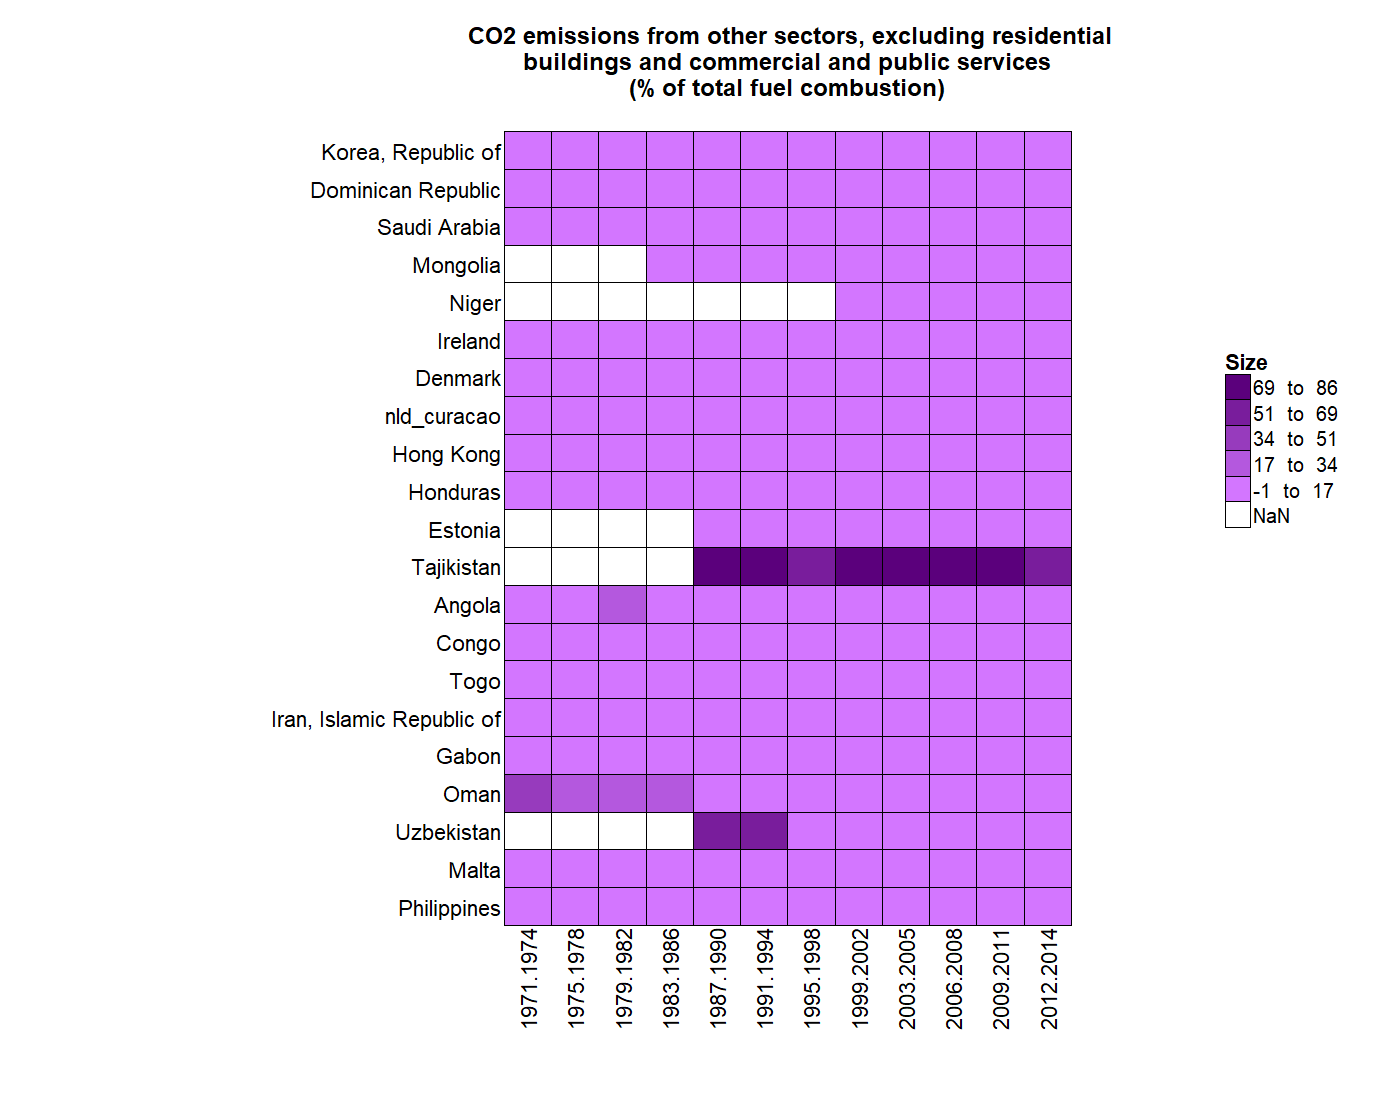 CO2 emissions from other sectors, excluding residential
buildings and commercial and public services
(% of total fuel combustion)
Korea, Republic of
Dominican Republic
Saudi Arabia
Mongolia
Niger
Ireland
Denmark
nld_curacao
Hong Kong
Honduras
Estonia
Tajikistan
Angola
Congo
Togo
Iran, Islamic Republic of
Gabon
Oman
Uzbekistan
Malta
Philippines
1971.1974
1975.1978
1979.1982
1983.1986
1987.1990
1991.1994
1995.1998
1999.2002
2003.2005
2006.2008
2009.2011
2012.2014
Size
69 to 86
51 to 69
34 to 51
17 to 34
-1 to 17
NaN